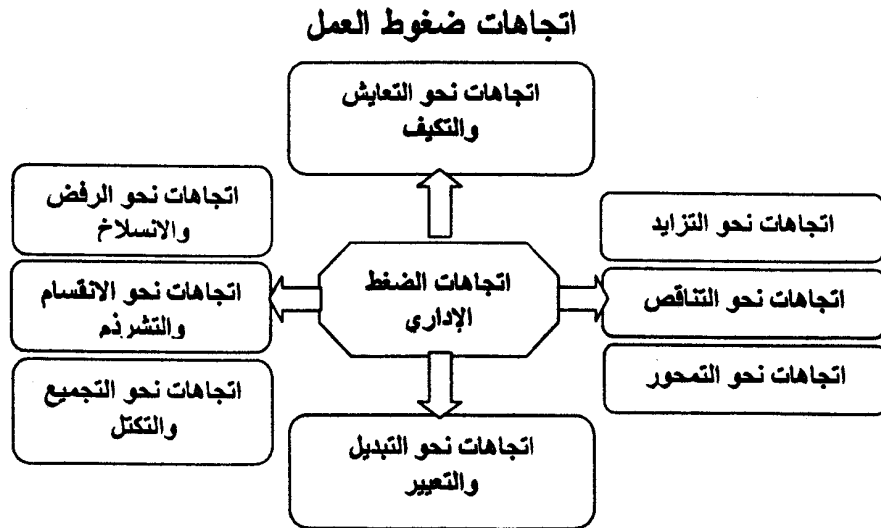 اتجاهات ضغوط العمل
اتجاهات نحو التعايش
والتكيف
اتجاهات نحو التزايد
اتجاهات نحو التناقص
اتجاهات نحو التمحور
اتجاهات الضغط
الإداري
اتجاهات نحو الرفض
والانسلاخ
اتجاهات نحو الانقسام
والتشرذم
اتجاهات نحو التجميع
والتكتل
اتجاهات نحو التبديل
والتعيير